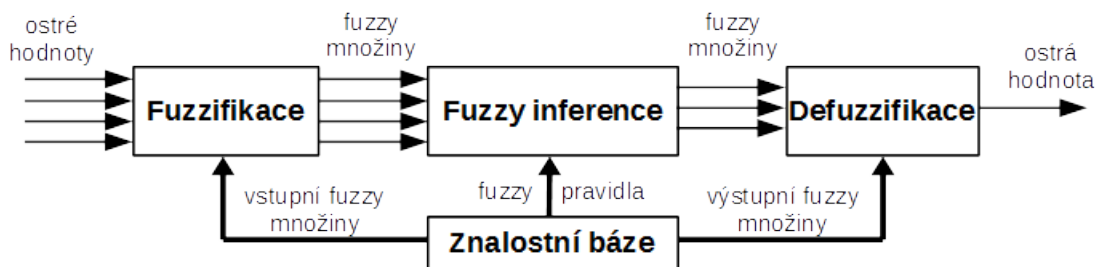 ostré
hodnoty
fuzzy
množiny
fuzzy
množiny
ostrá
hodnota
Fuzzifikace
Fuzzy inference
Defuzzifikace
vstupní fuzzy
množiny
fuzzy pravidla
výstupní fuzzy
množiny
Znalostní báze